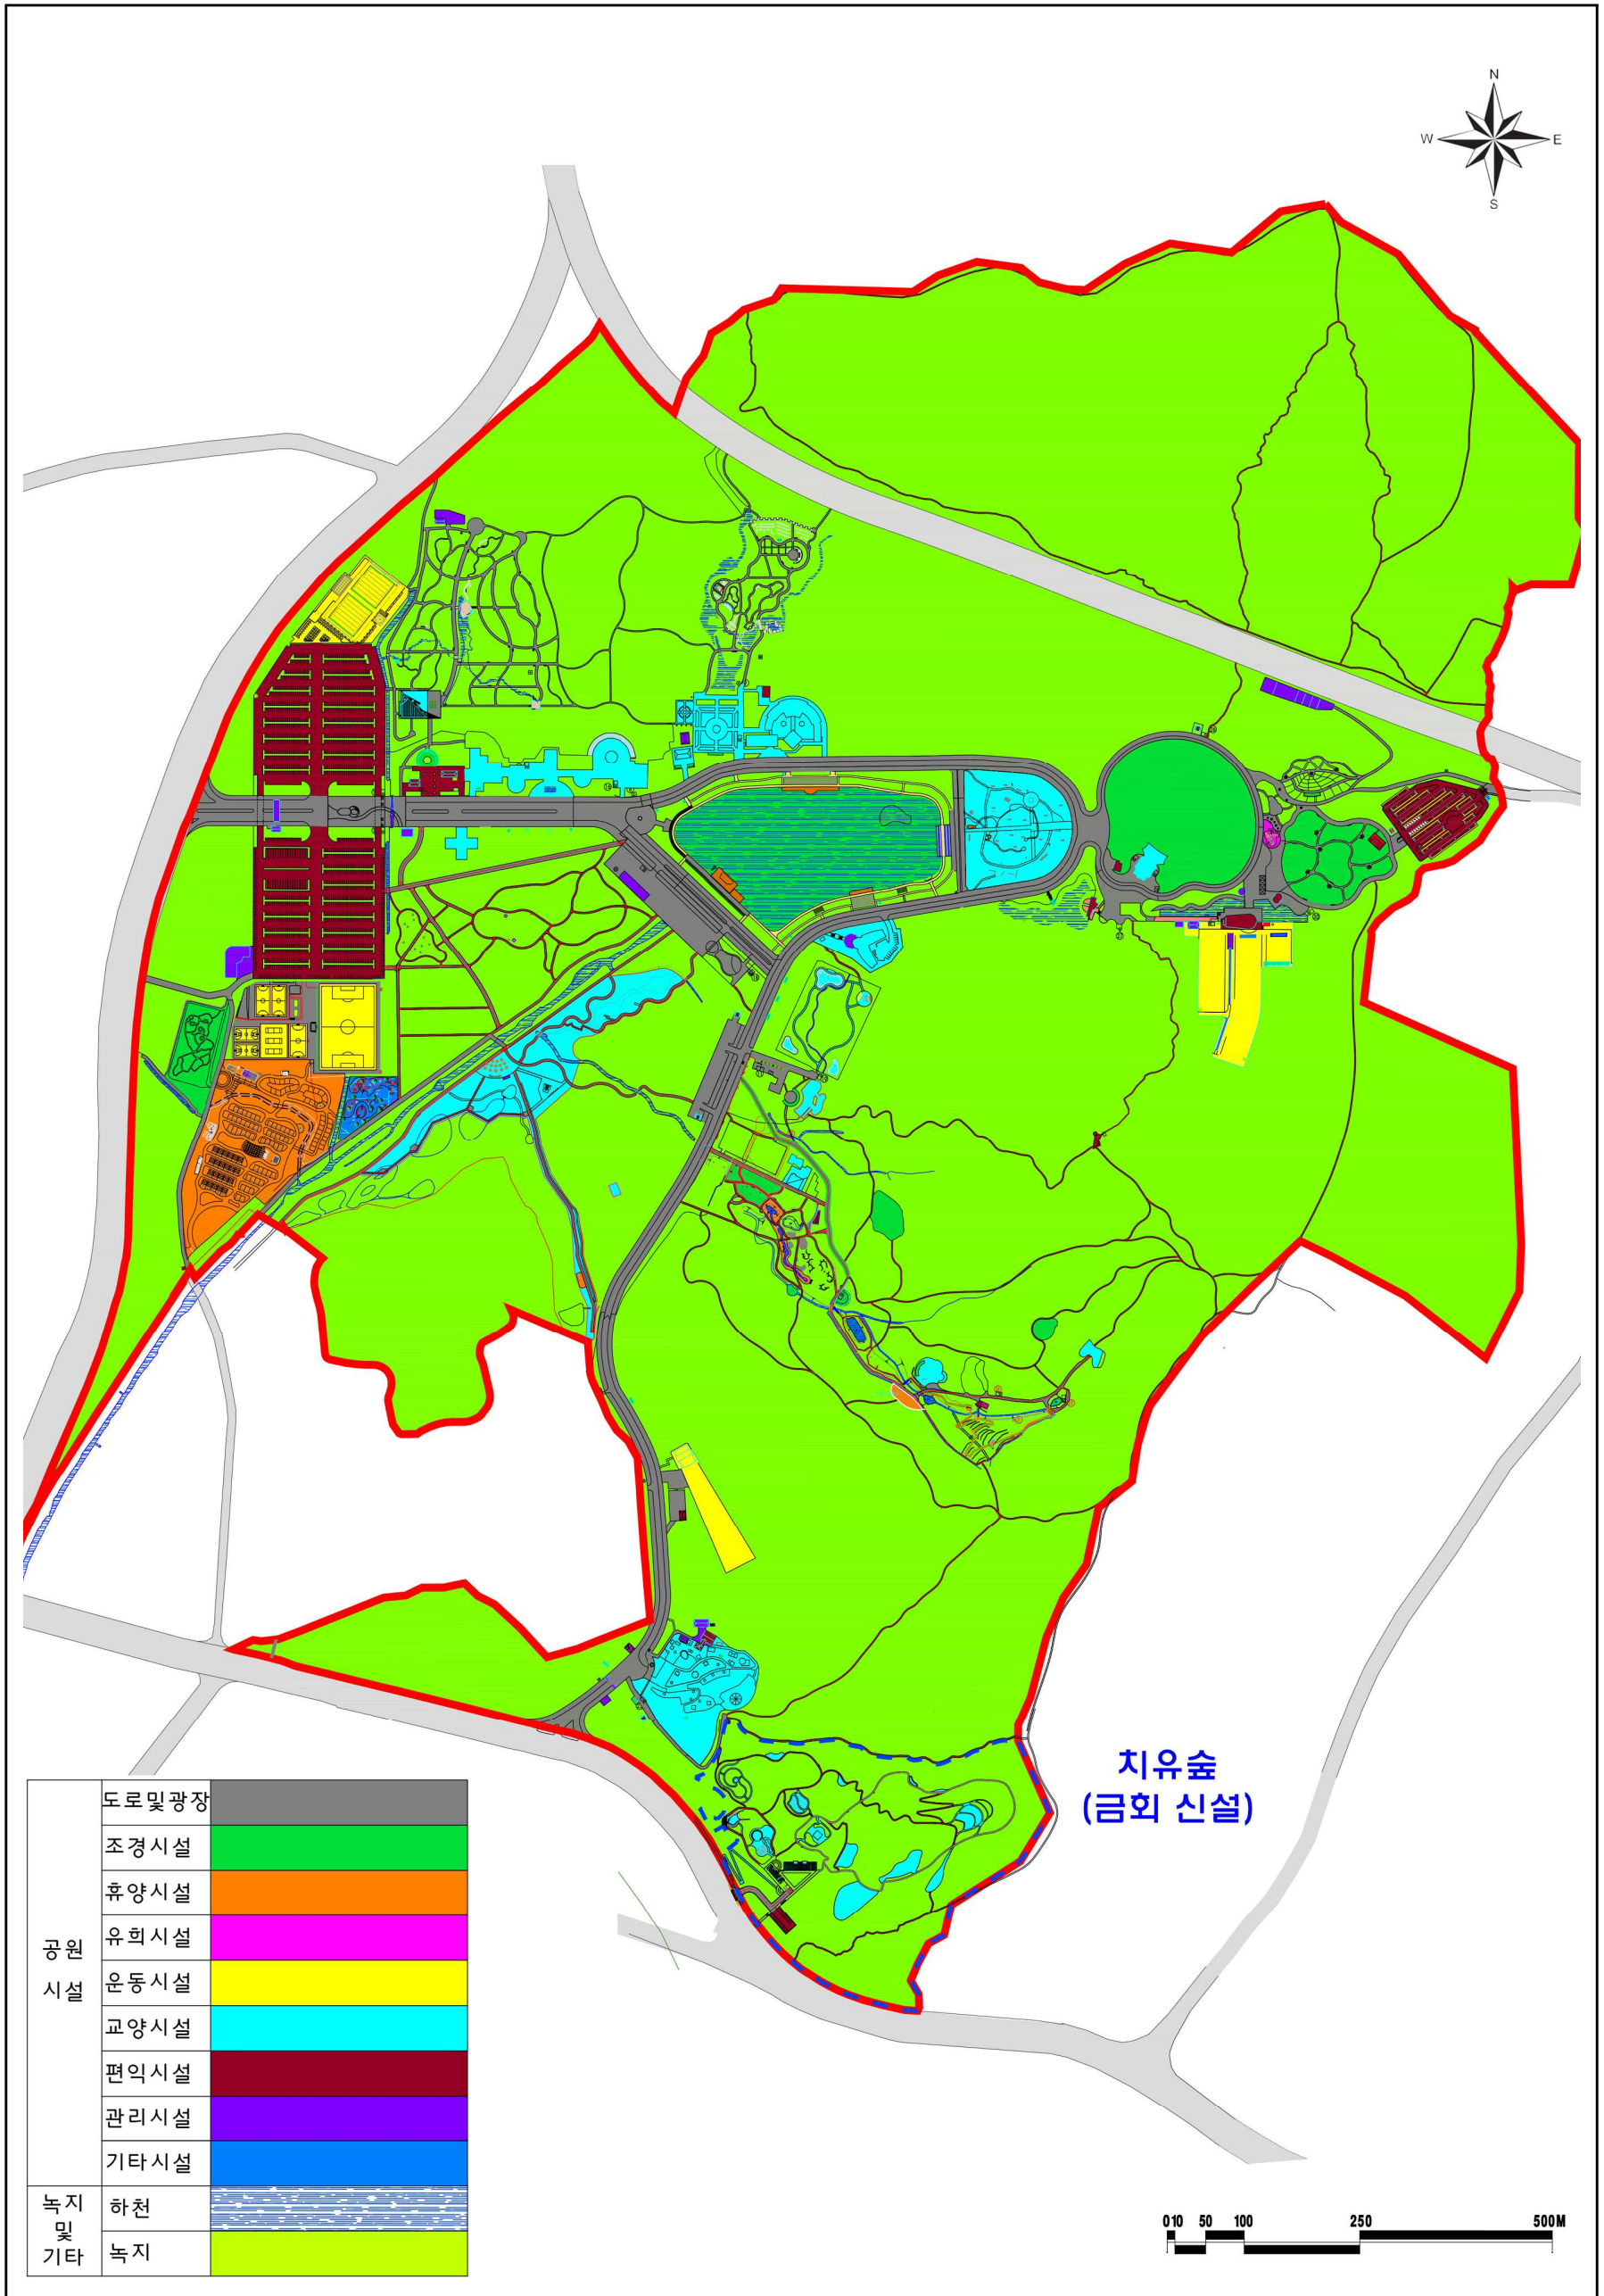 N
W E
S
치유숲
(금회 신설)
도로및광장
조경시설
휴양시설
유희시설
공원
시설
운동시설
교양시설
편익시설
관리시설
기타시설
녹지
및
기타
하천
녹지
0 10 50 100 250 500M